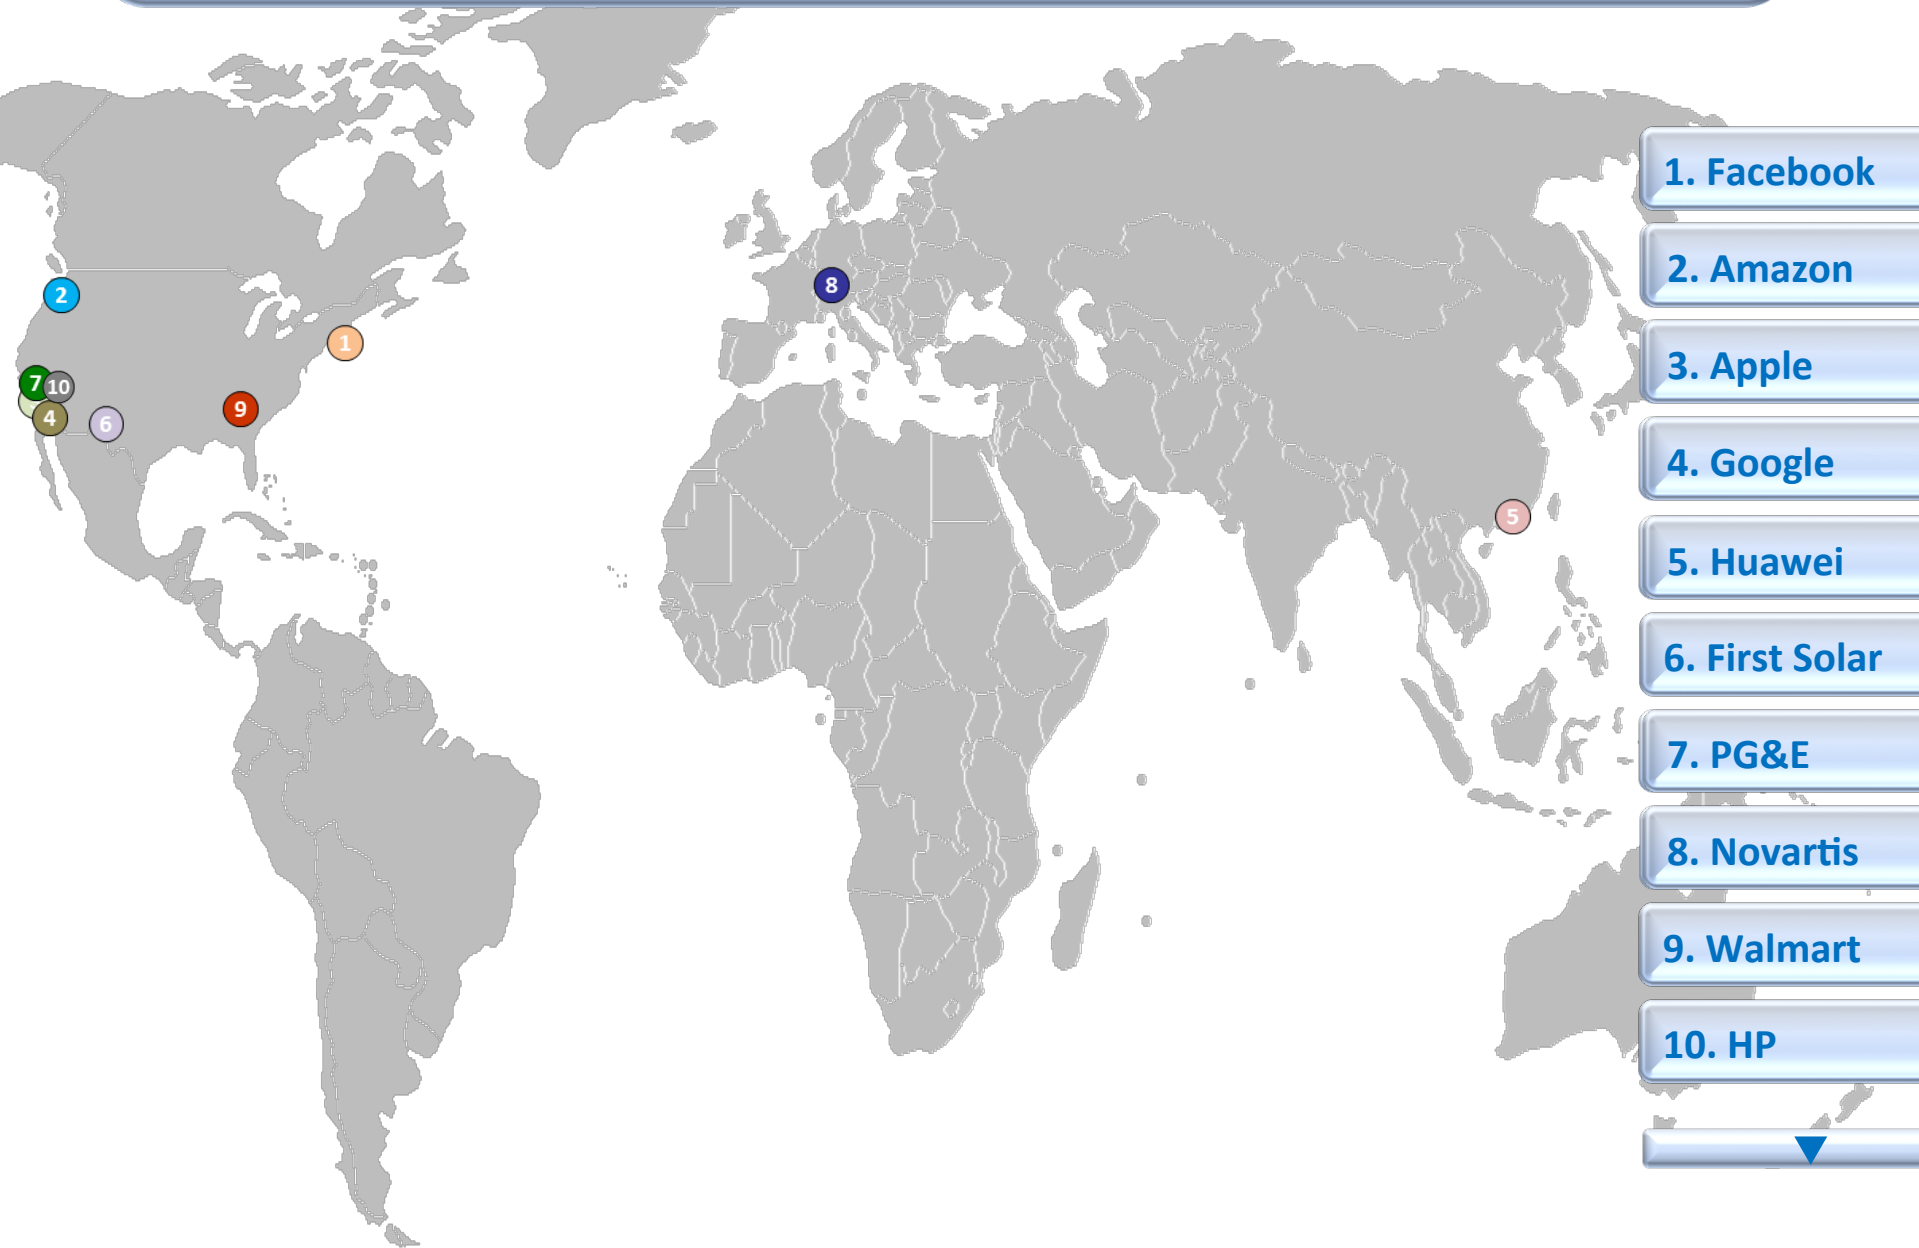 1. Facebook
2. Amazon
3. Apple
4. Google
5. Huawei
6. First Solar
7. PG&E
8. Novartis
9. Walmart
10. HP
2
8
1
7
10
4
6
9
5